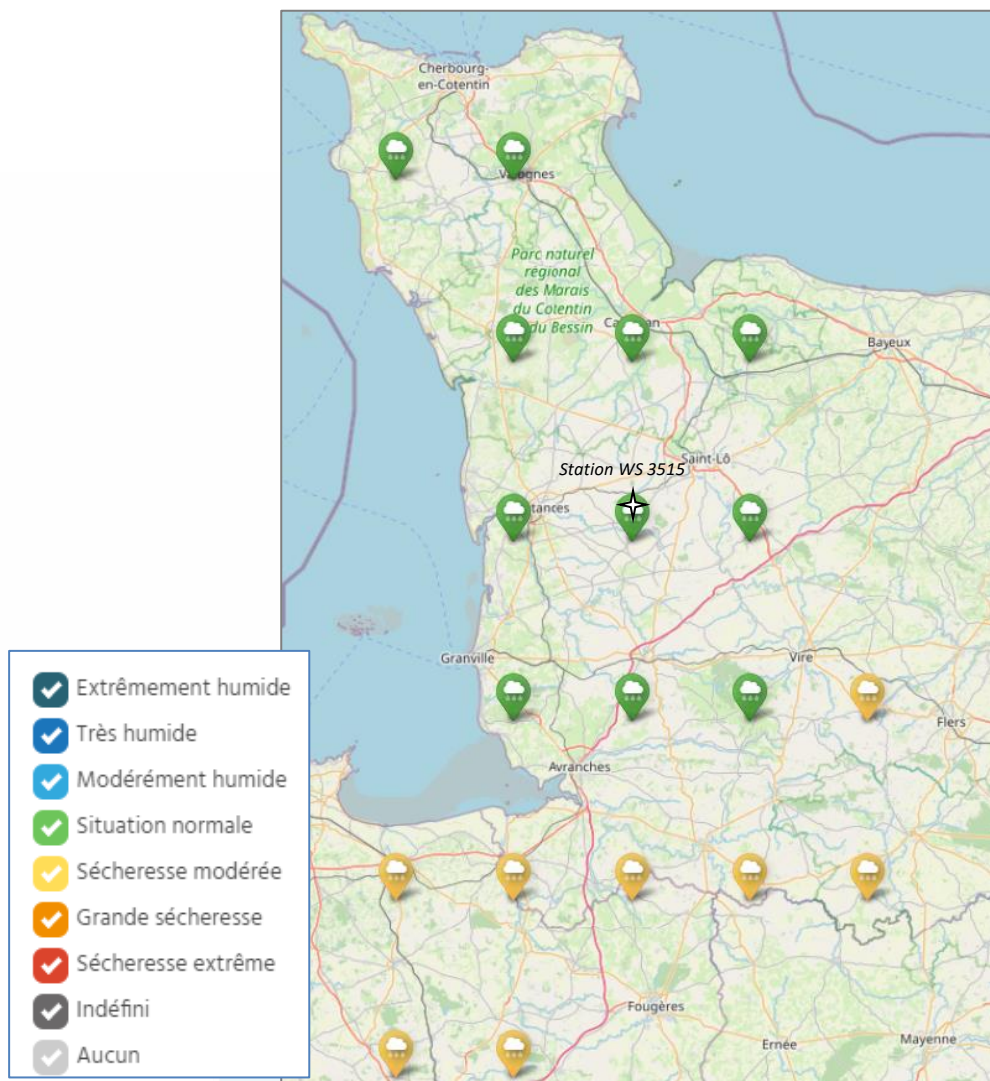 Cherbourg-
en-Cotentin
Valognes
Parc naturel
régional
des Marais
du Cotentin
du Bessin
Bayeux
Station WS 3515
Saint-Lô
tances
Granville
Vire
Flers
Avranches
Fougères
Ernée
Mayenne
Extrêmement humide
Très humide
Modérément humide
Situation normale
Sécheresse modérée
Grande sécheresse
Sécheresse extrême
Indéfini
Aucun